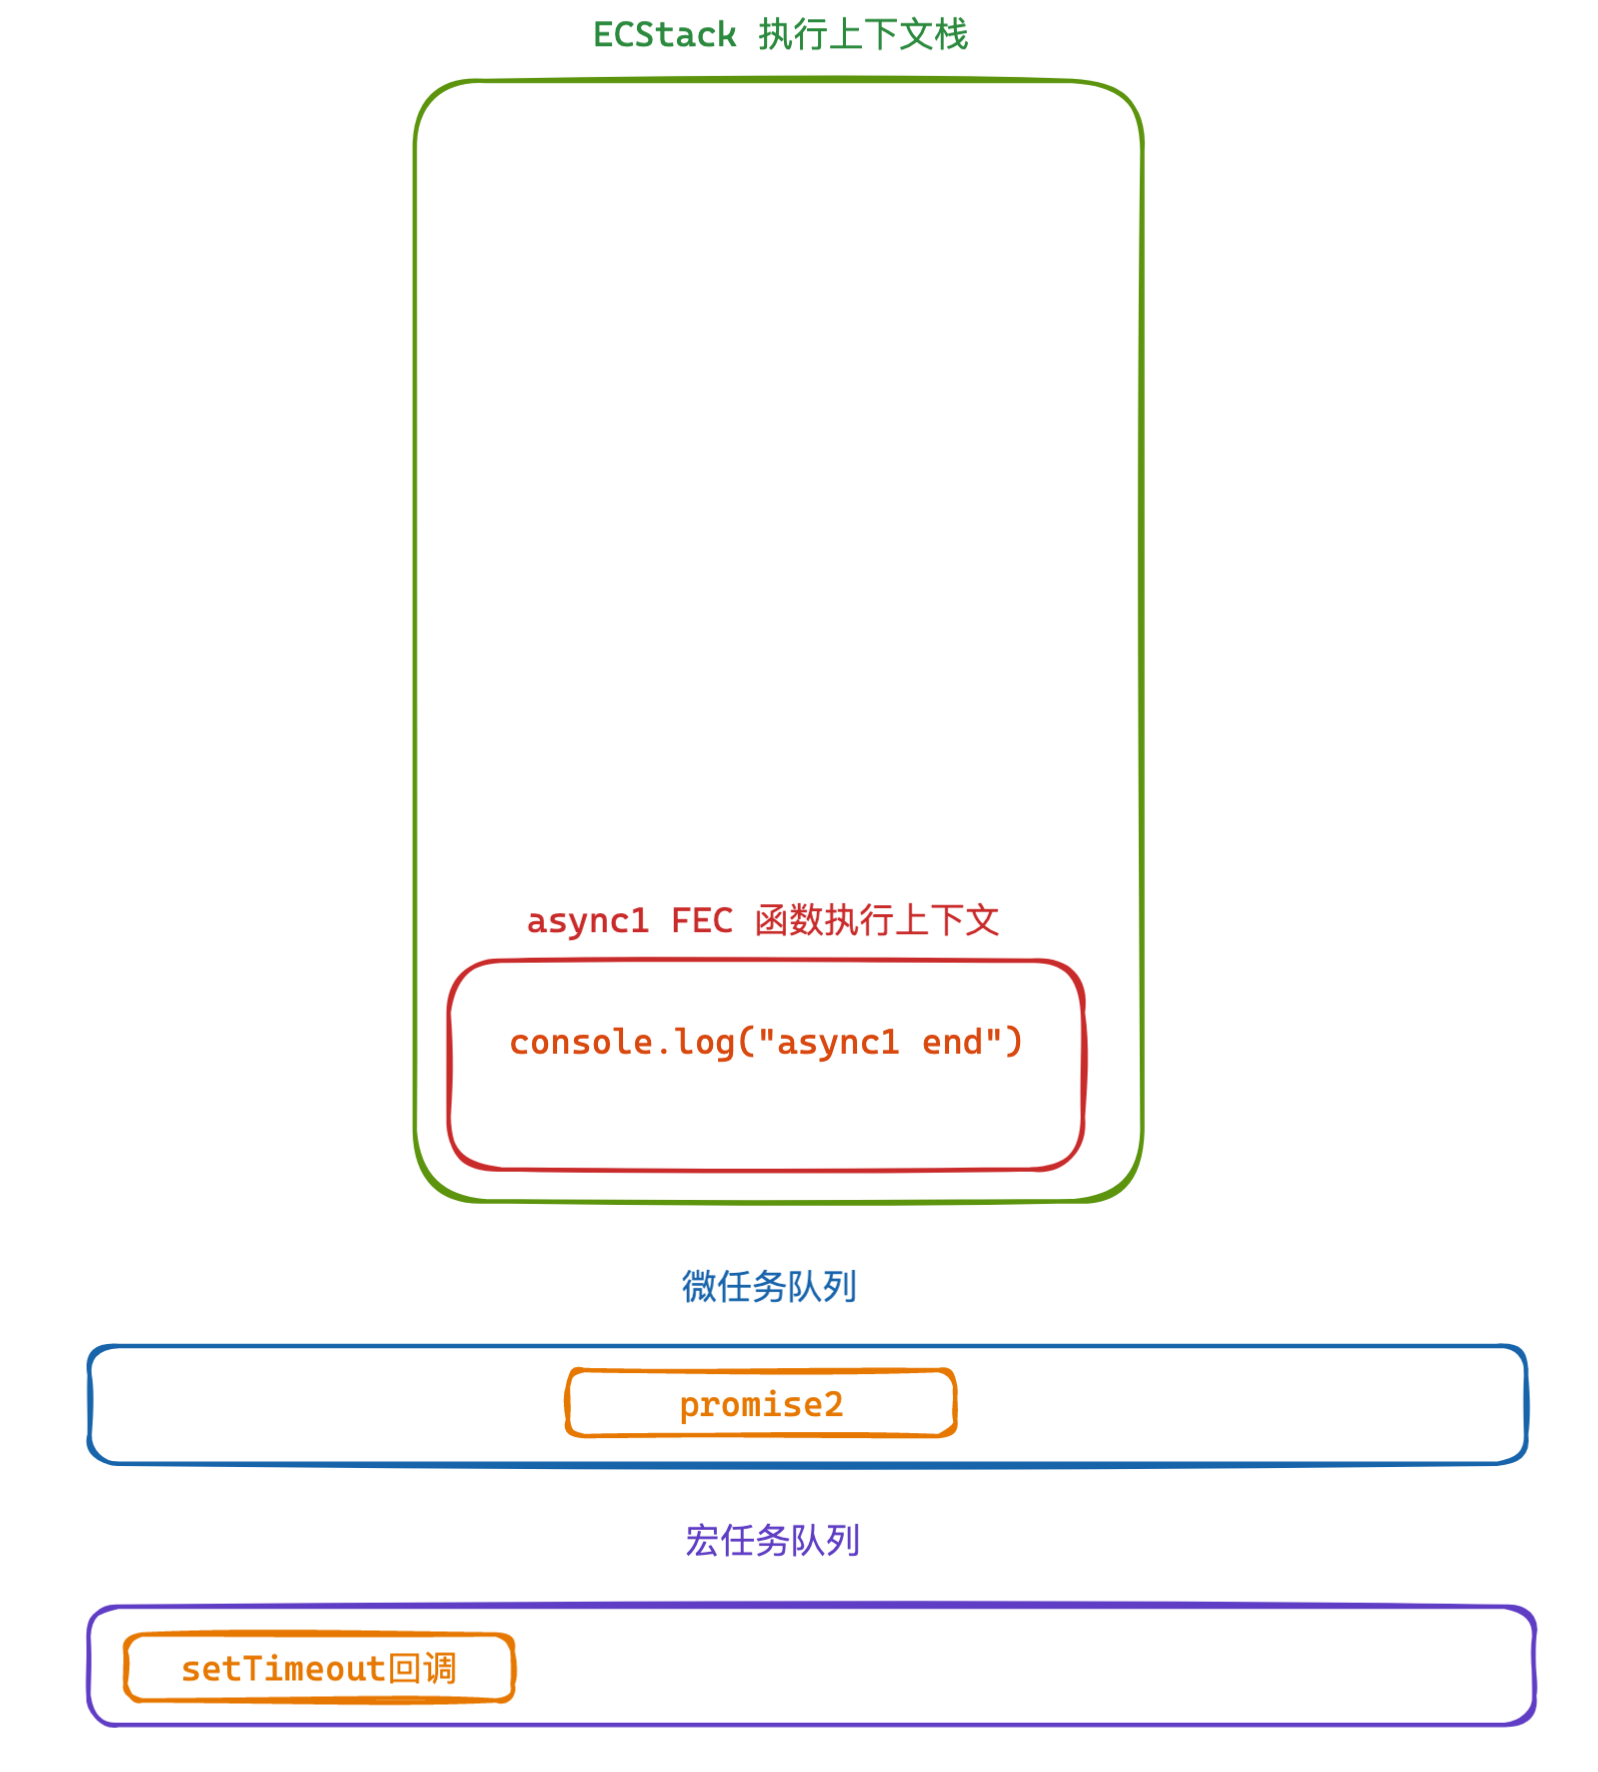 ECStack 执行上下文栈
async1 FEC 函数执行上下文
console.log("async1 end")
微任务队列
promise2
宏任务队列
setTimeout回调